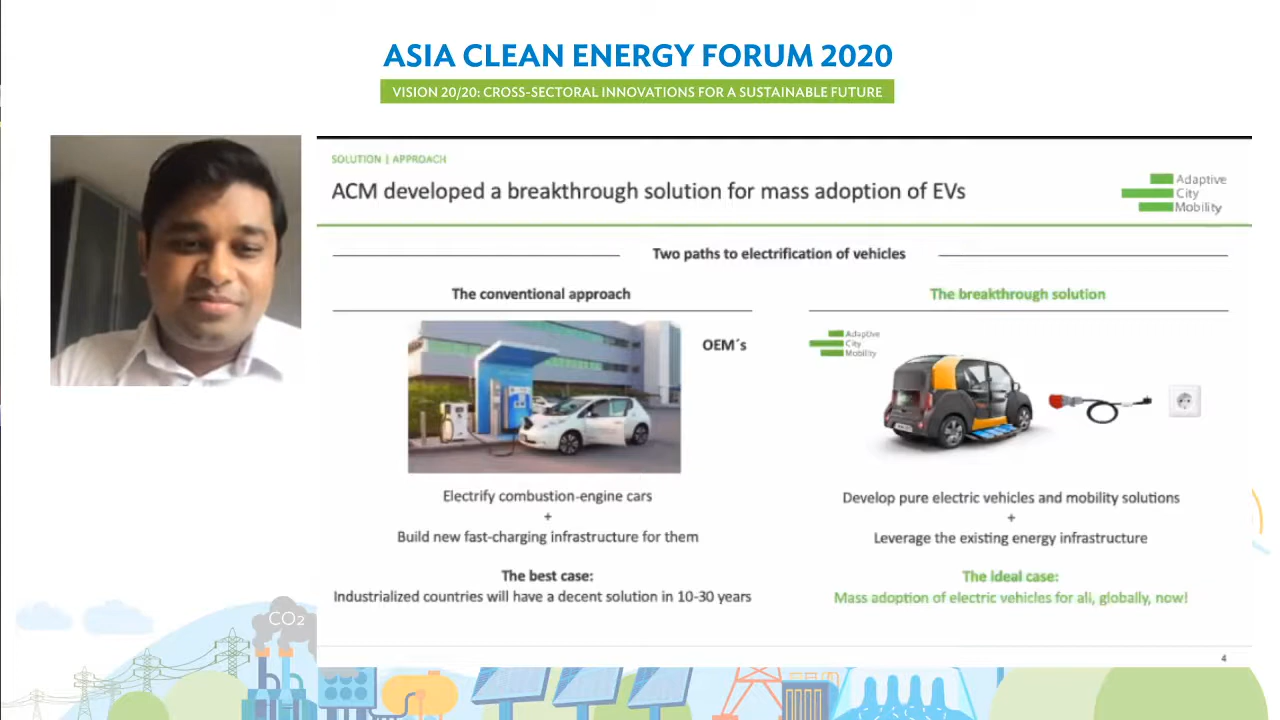 ASIA CLEAN ENERGY FORUM 2020
VISION 20/20: CROSS-SECTORAL INNOVATIONS FOR A SUSTAINABLE FUTURE
SOLUTION | APPROACH
ACM developed a breakthrough solution for mass adoption of EVs
Adaptive
City
Mobility
Two paths to electrification of vehicles
The conventional approach
The breakthrough solution
OEM´s
Adaptive
City
Mobility
Electrify combustion-engine cars
+
Build new fast-charging infrastructure for them
Develop pure electric vehicles and mobility solutions
+
Leverage the existing energy infrastructure
The best case:
Industrialized countries will have a decent solution in 10-30 years
The ideal case:
Mass adoption of electric vehicles for all, globally, now!
CO2
4